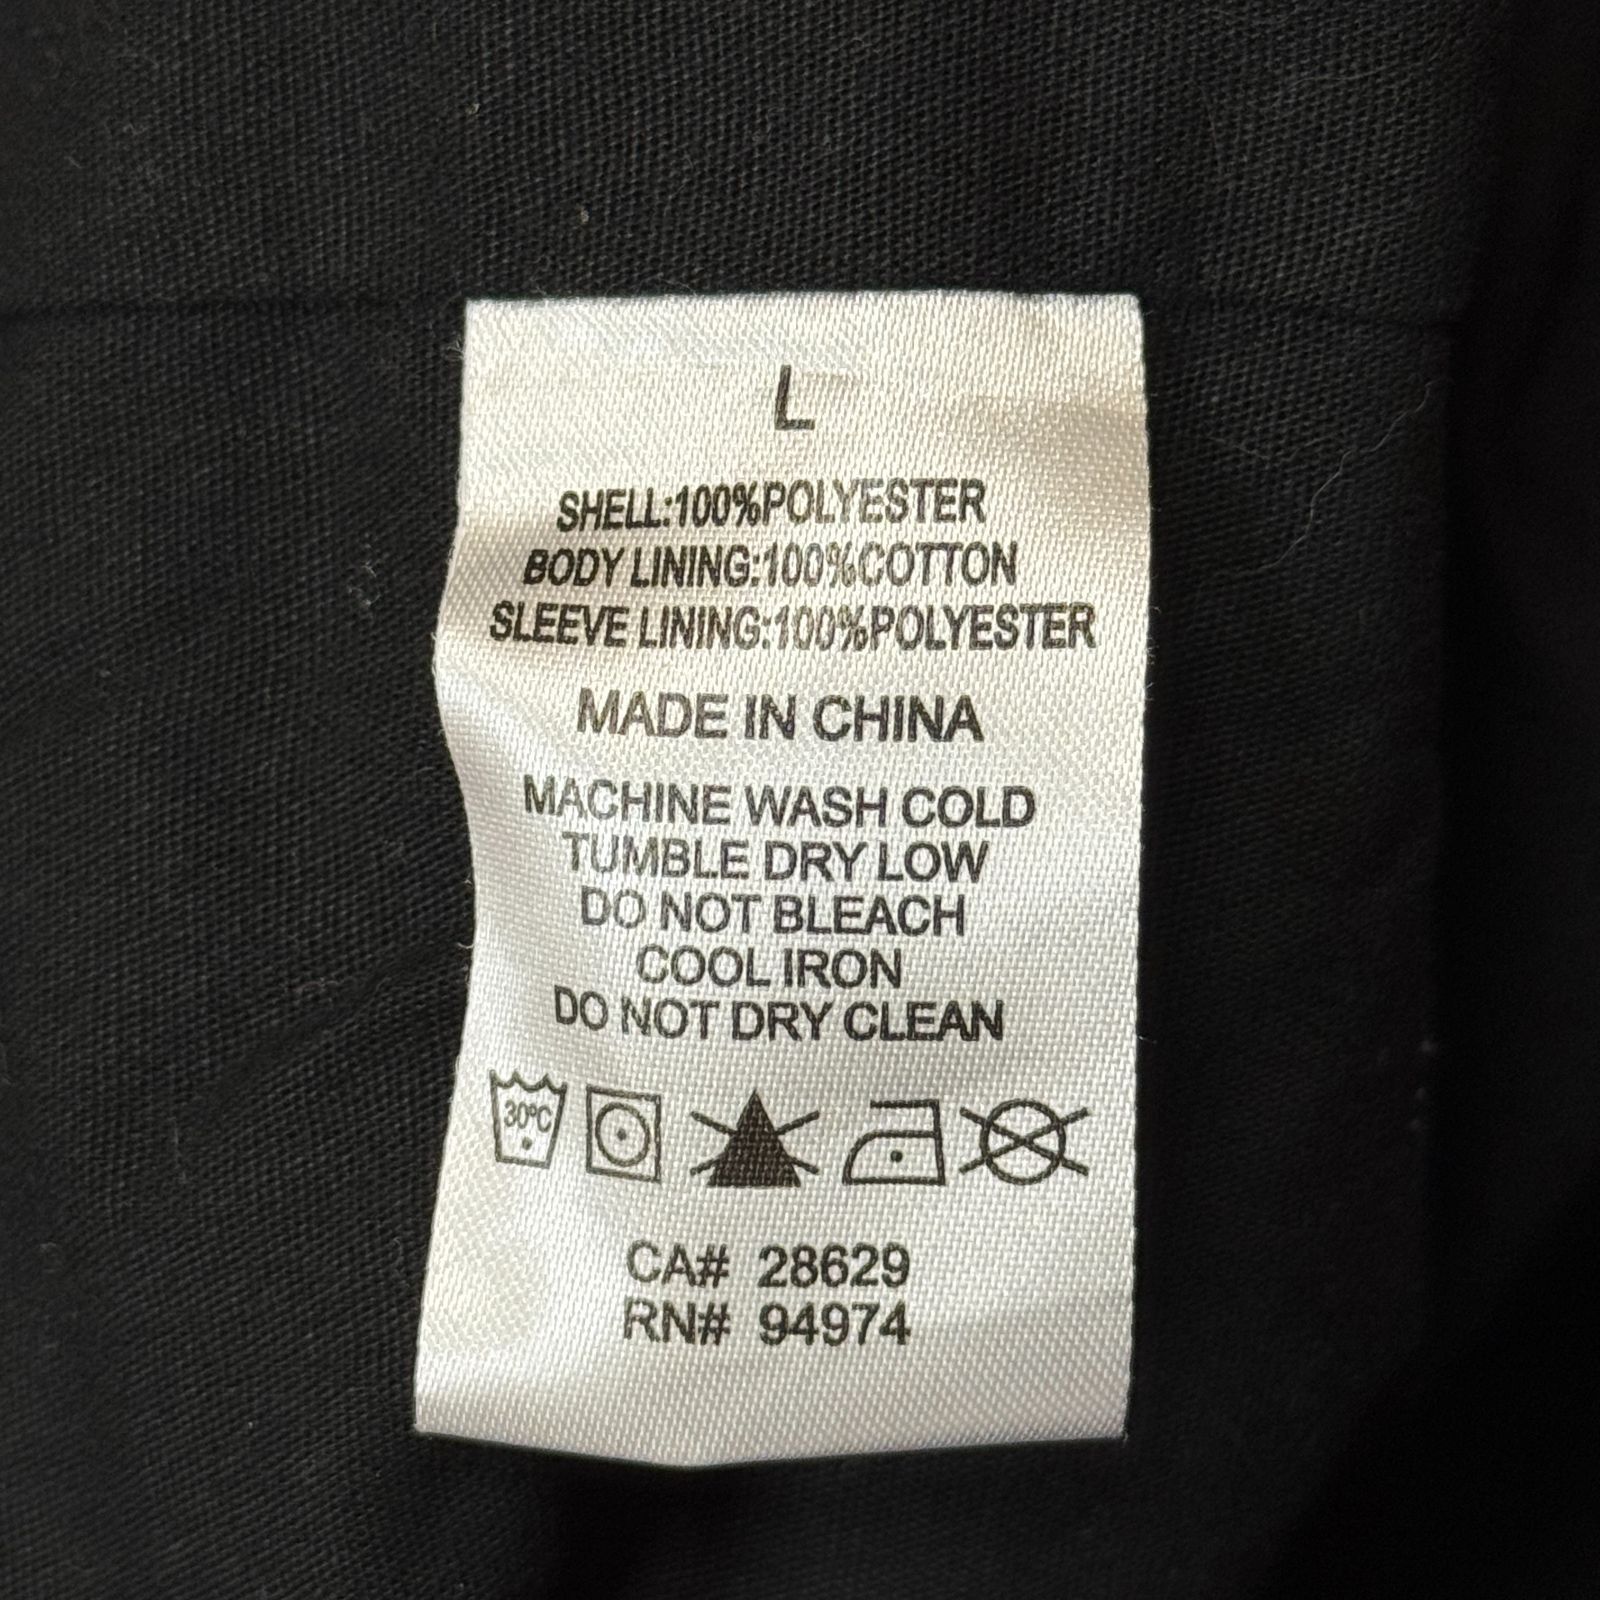 L
SHELL:100%POLYESTER
BODY LINING:100%COTTON
SLEEVE LINING:100%POLYESTER
MADE IN CHINA
MACHINE WASH COLD
TUMBLE DRY LOW
DO NOT BLEACH
COOL IRON
DO NOT DRY CLEAN
30°C
CA# 28629
RN# 94974